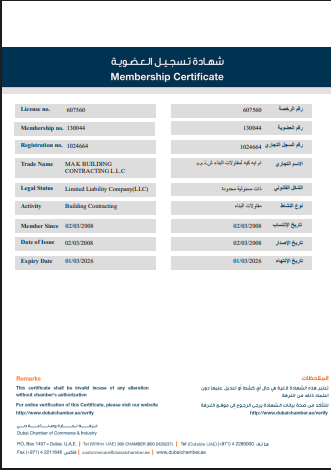 شهادة تسجيل العضوية
Membership Certificate
License no. 607560
607560 رقم الرخصة
Membership no. 130044
130044 رقم العضوية
Registration no. 1024664
1024664 رقم السجل التجاري
Trade Name MAK BUILDING CONTRACTING L.L.C
ام ايه كيه لمقاولات البناء ش.ذ.م.م الاسم التجاري
Legal Status Limited Liability Company(LLC)
ذات مسئولية محدودة الشكل القانوني
Activity Building Contracting
مقاولات البناء نوع النشاط
Member Since 02/03/2008
02/03/2008 تاريخ الإنتساب
Date of Issue 02/03/2008
02/03/2008 تاريخ الإصدار
Expiry Date 01/03/2026
01/03/2026 تاريخ الإنتهاء
Remarks
This certificate shall be invalid incase of any alteration
without chamber's authorization
For online verification of this Certificate, please visit our website
http://www.dubaichamber.ae/verify
الملاحظات
تعتبر هذه الشهادة لاغية في حال أي كشط أو تعديل عليها دون
اعتماد ذلك من الغرفة
للتأكد من صحة بيانات الشهادة يرجى الرجوع إلى موقع الغرفة
http://www.dubaichamber.ae/verify
غرفة تجارة وصناعة دبي
Dubai Chamber of Commerce & Industry
P.O. Box 1457 • Dubai, U.A.E. | Tel (Within UAE) 800 CHAMBER (800 2426237) | Tel (Outside UAE) (+971) 4 2280000 هاتف
Fax (+971) 4 2211646 فاكس | customercare@dubaichamber.ae | www.dubaichamber.ae